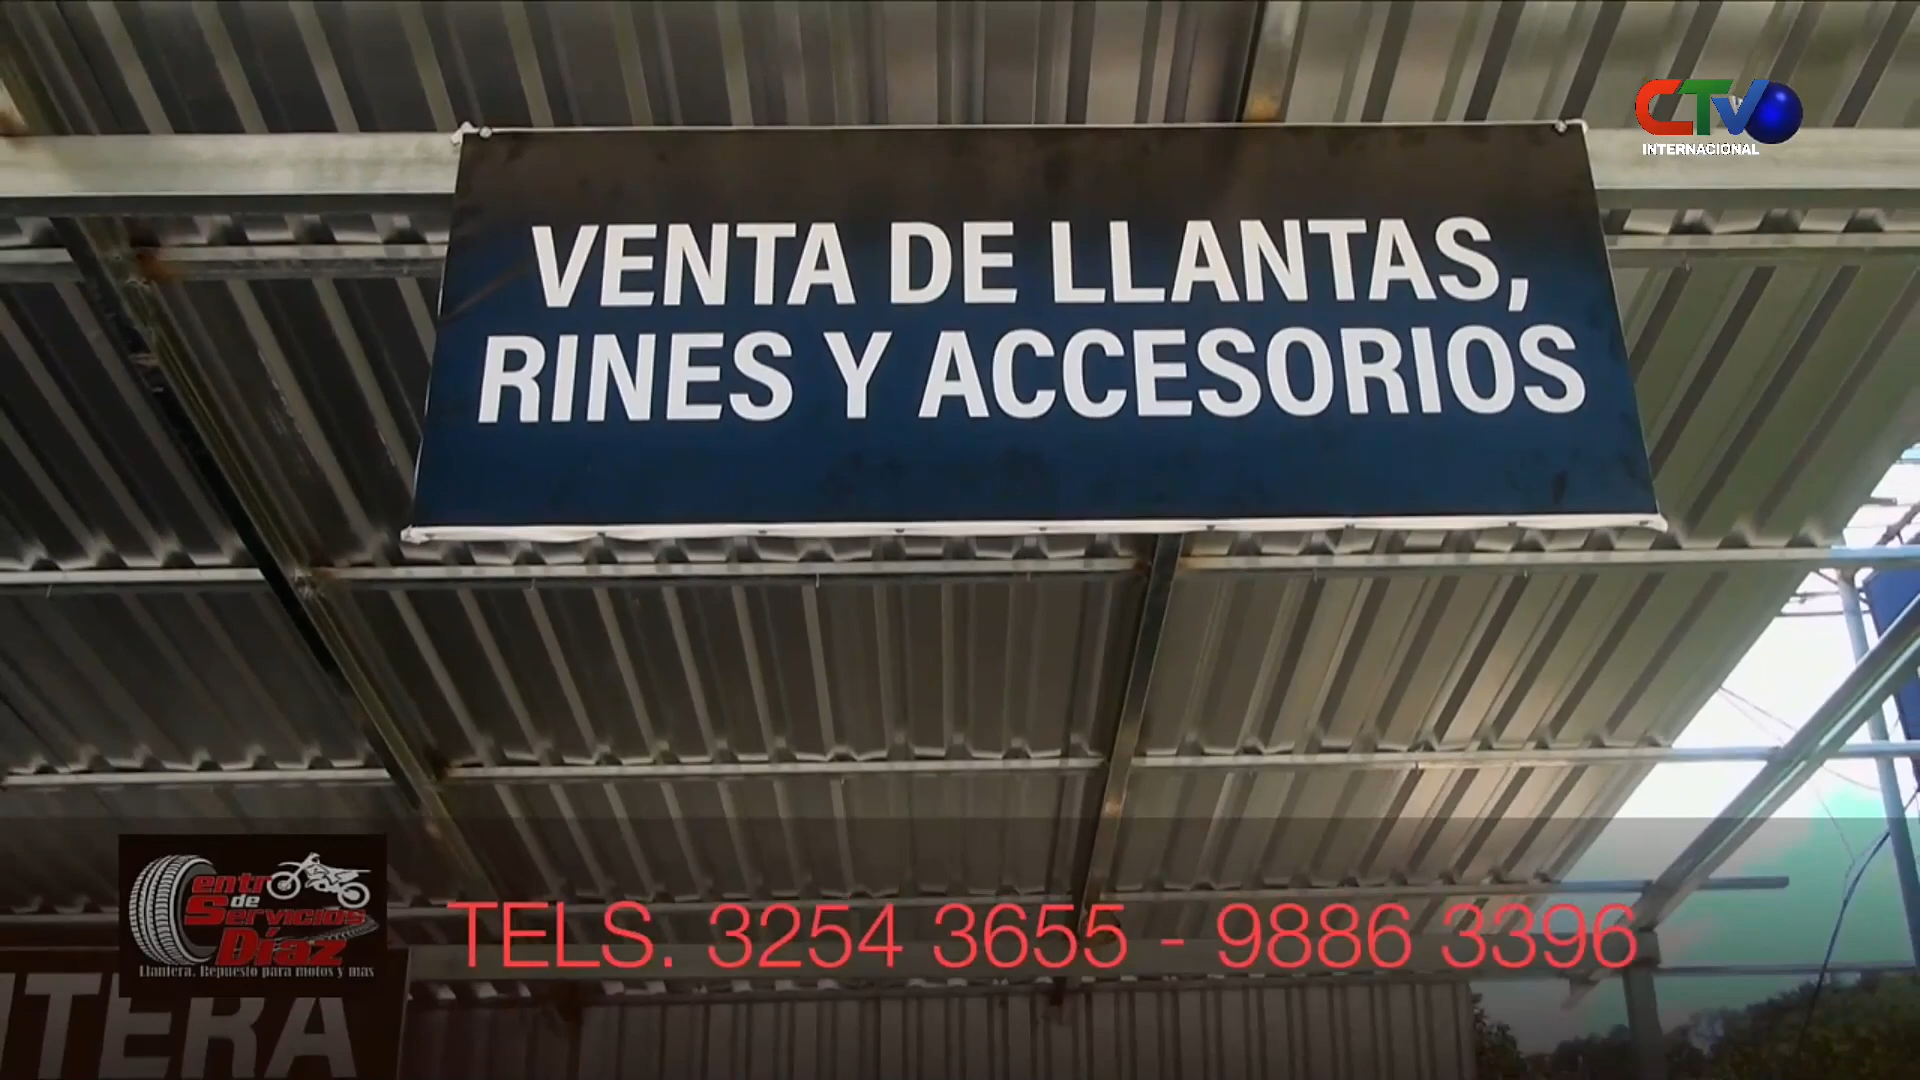 CTV
INTERNACIONAL
VENTA DE LLANTAS,
RINES Y ACCESORIOS
Centro
de
Servicios
Díaz
Llantera. Repuesto para motos y mas
TELS. 3254 3655 - 9886 3396
NTERA